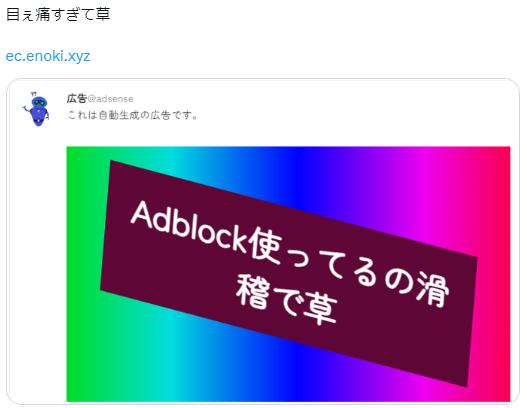 目ぇ痛すぎて草
ec.enoki.xyz
広告@adsense
これは自動生成の広告です。
Adblock使ってるの滑
稽で草